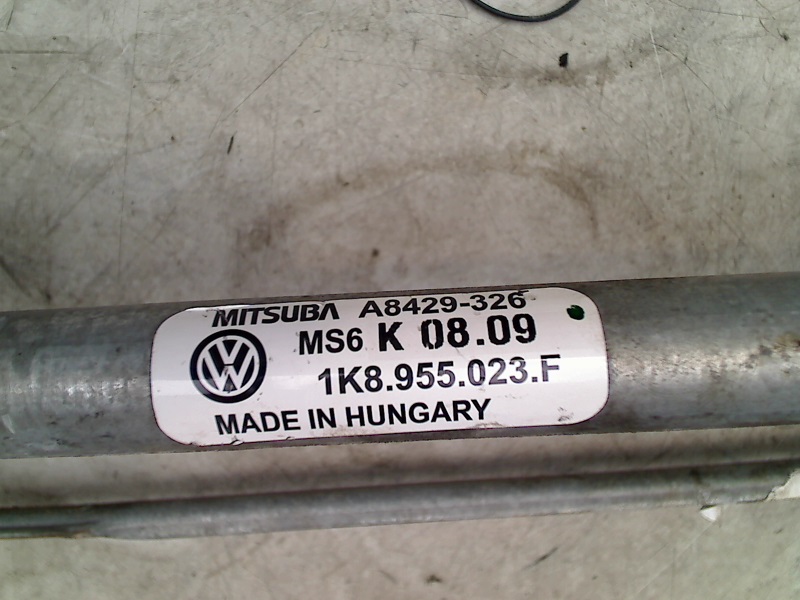 MITSUBA A8429-326
MS6 K 08.09
1K8.955.023.F
MADE IN HUNGARY